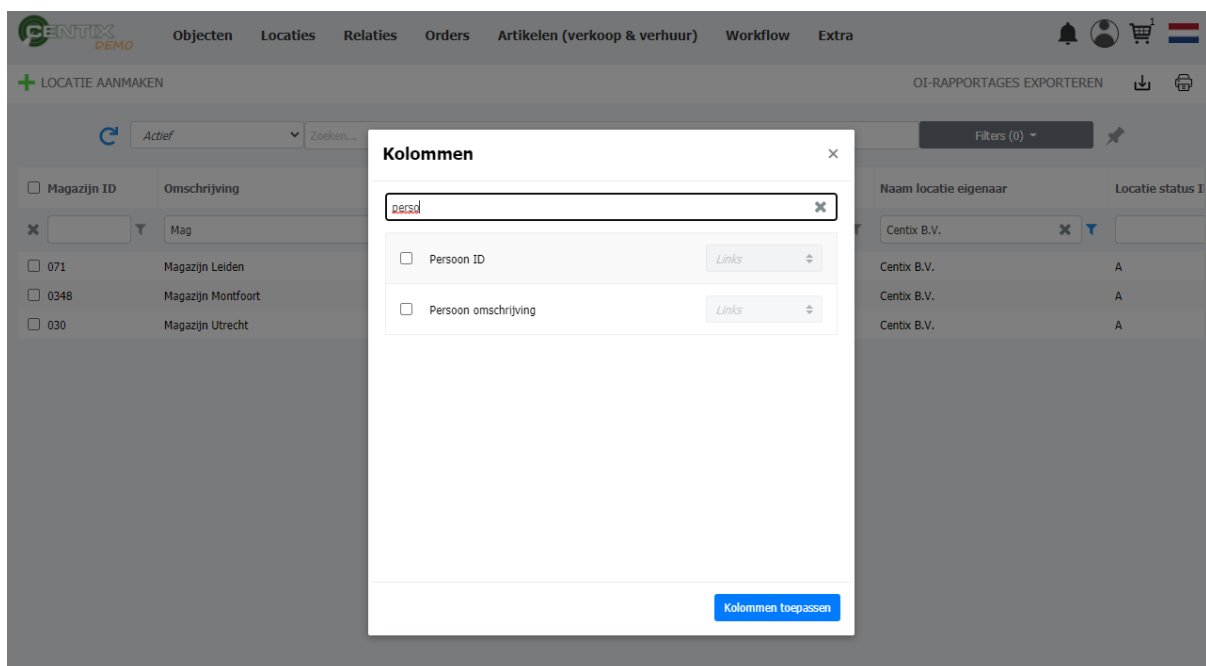 CENTIX
DEMO
Objecten Locaties Relaties Orders Artikelen (verkoop & verhuur) Workflow Extra 1
LOCATIE AANMAKEN OI-RAPPORTAGES EXPORTEREN
Actief Zoeken... Filters (0)
Kolommen ×
Magazijn ID Omschrijving Naam locatie eigenaar Locatie status
perso
Mag Centix B.V.
Persoon ID Links
071 Magazijn Leiden Centix B.V. A
0348 Magazijn Montfoort Centix B.V. A
Persoon omschrijving Links
030 Magazijn Utrecht Centix B.V. A
Kolommen toepassen